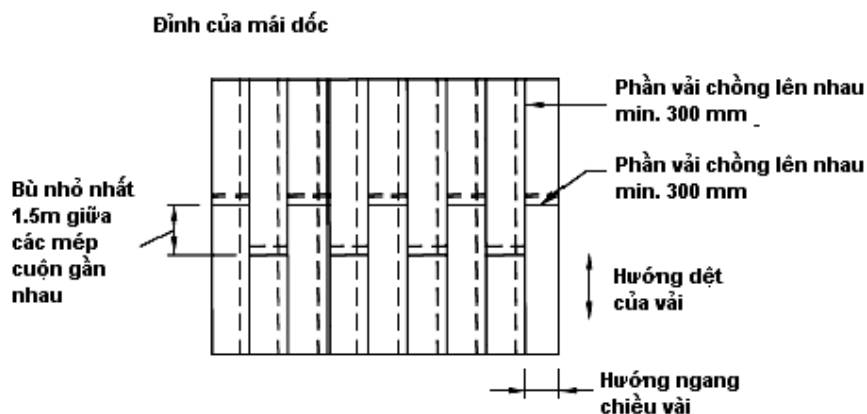 Đỉnh của mái dốc
Phần vải chồng lên nhau
min. 300 mm
Phần vải chồng lên nhau
min. 300 mm
Bù nhỏ nhất
1.5m giữa
các mép
cuộn gần
nhau
Hướng dệt
của vải
Hướng ngang
chiều vải